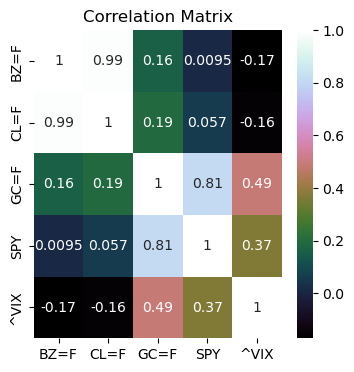 Correlation Matrix
BZ=F 1 0.99 0.16 0.0095 -0.17
CL=F 0.99 1 0.19 0.057 -0.16
GC=F 0.16 0.19 1 0.81 0.49
SPY 0.0095 0.057 0.81 1 0.37
^VIX -0.17 -0.16 0.49 0.37 1
BZ=F CL=F GC=F SPY ^VIX
1.0
0.8
0.6
0.4
0.2
0.0